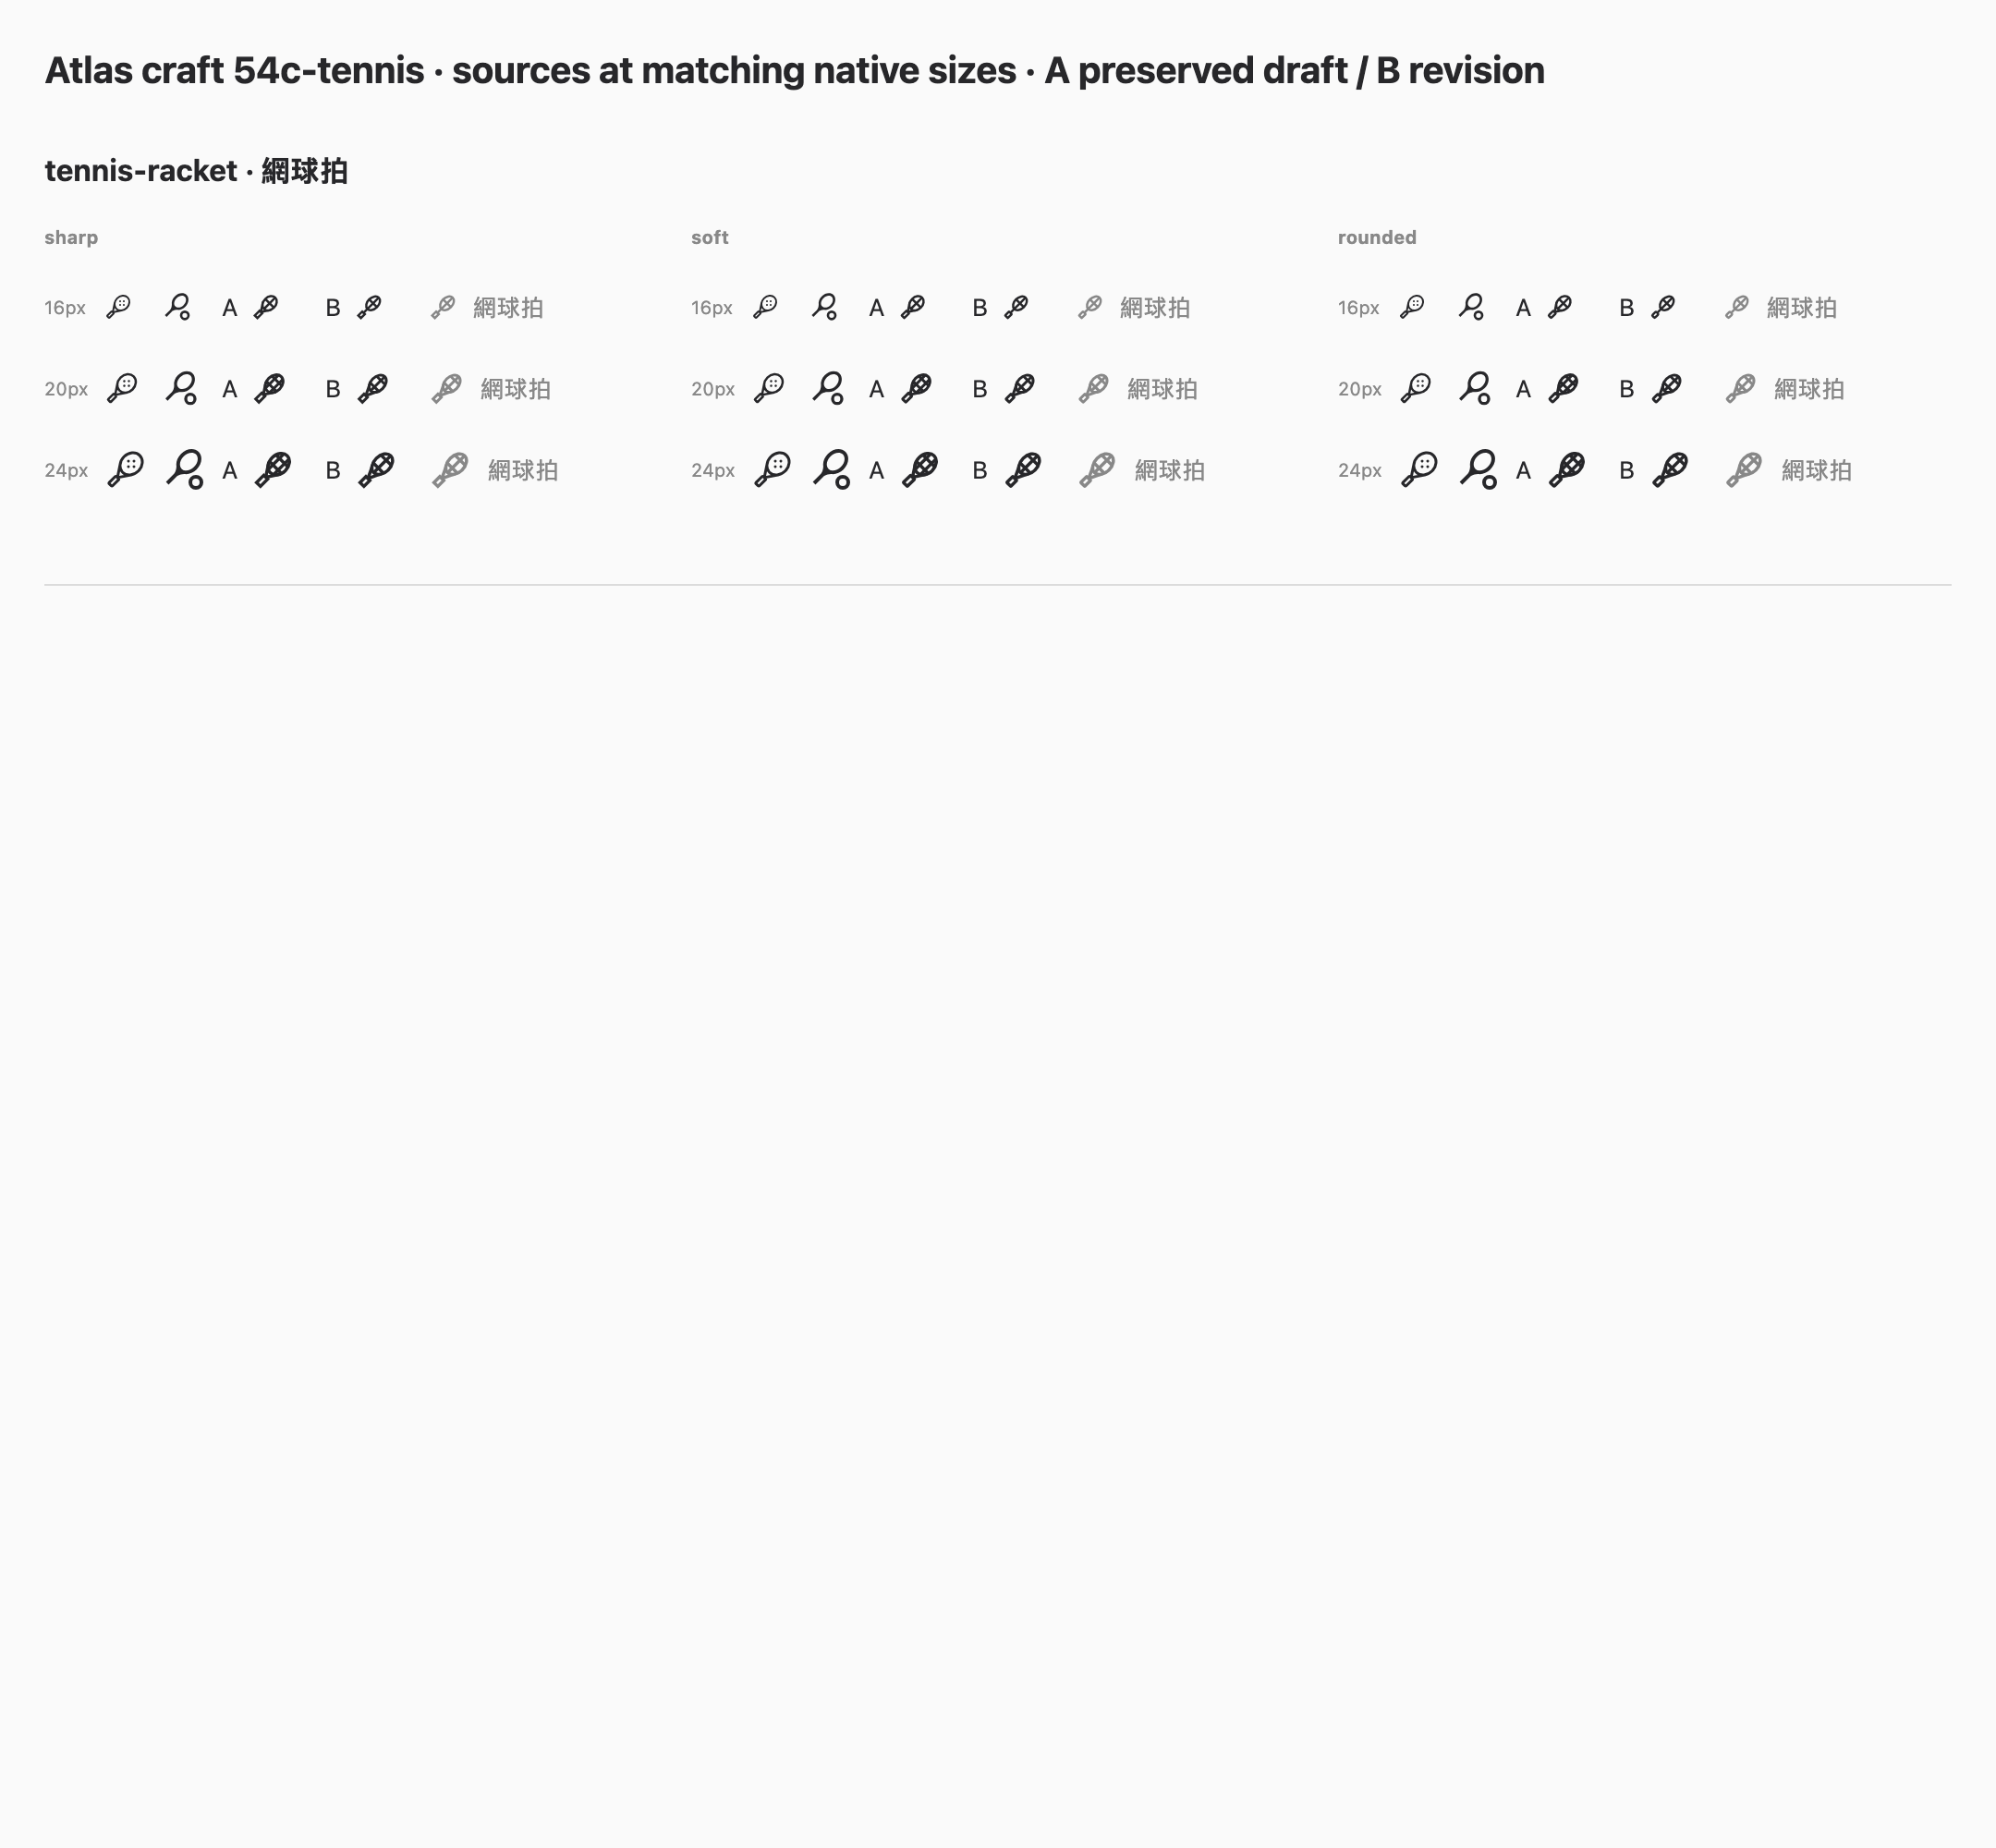 Atlas craft 54c-tennis · sources at matching native sizes · A preserved draft / B revision
tennis-racket · 網球拍
sharp soft rounded
16px A B 網球拍 16px A B 網球拍 16px A B 網球拍
20px A B 網球拍 20px A B 網球拍 20px A B 網球拍
24px A B 網球拍 24px A B 網球拍 24px A B 網球拍